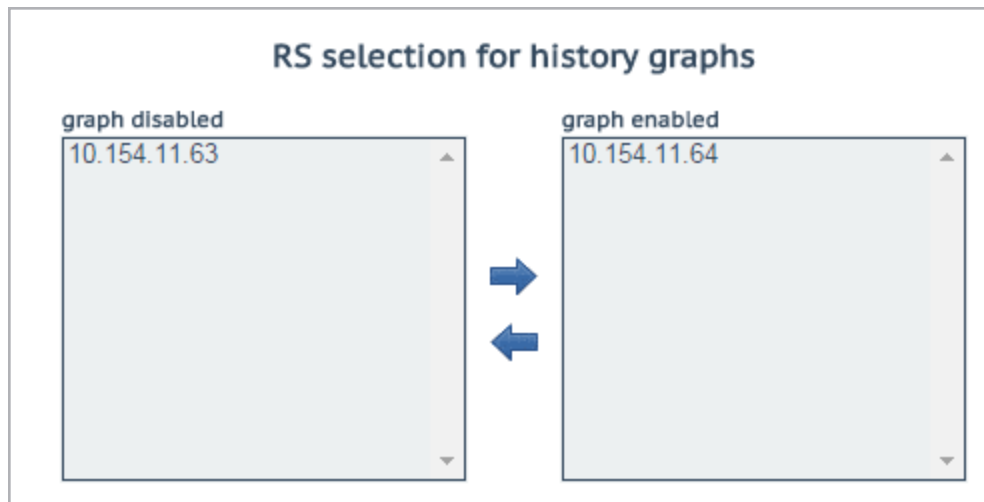 RS selection for history graphs
graph disabled
10.154.11.63
graph enabled
10.154.11.64